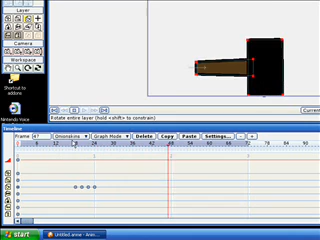 Layer
Camera
Workspace
Shortcut to
addons
Nintendo Voice
Current
Rotate entire layer (hold <shift> to constrain)
Timeline
Frame 47 Onionskins Graph Mode Delete Copy Paste Settings... - +
0 6 12 18 24 30 36 42 48 54 60 66 72 78 84 90
start Untitled.anme - Anim...